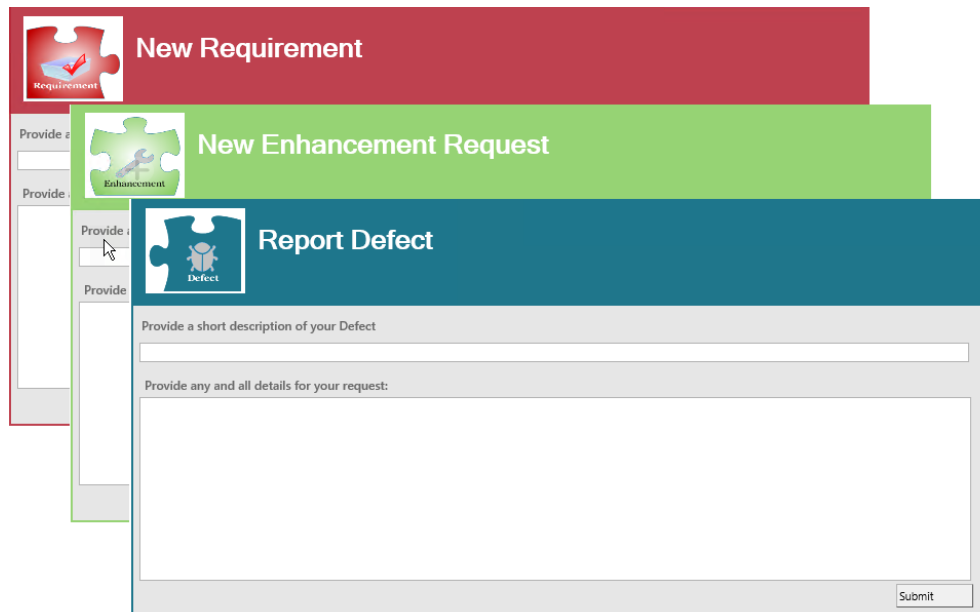 New Requirement
Requirement
Provide a
Provide
New Enhancement Request
Enhancement
Provide
Provide
Report Defect
Defect
Provide a short description of your Defect
Provide any and all details for your request:
Submit